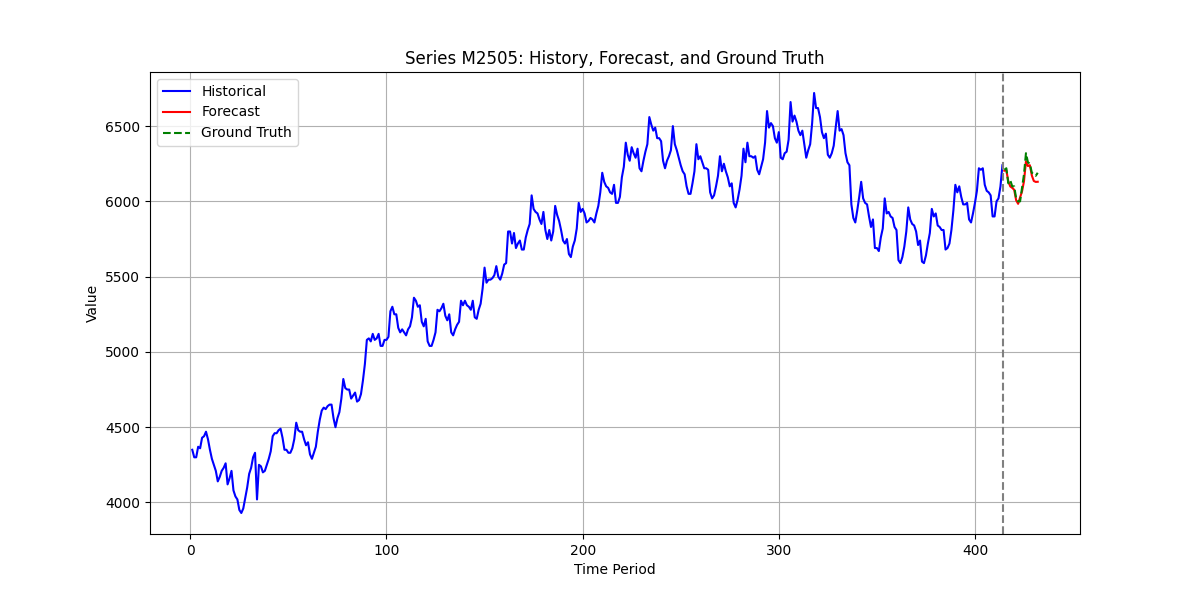 Series M2505: History, Forecast, and Ground Truth
Historical
Forecast
Ground Truth
Value
6500
6000
5500
5000
4500
4000
0 100 200 300 400
Time Period